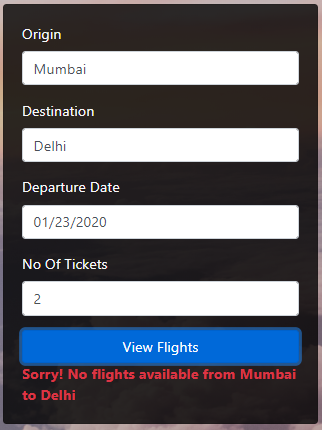 Origin
Mumbai
Destination
Delhi
Departure Date
01/23/2020
No Of Tickets
2
View Flights
Sorry! No flights available from Mumbai
to Delhi